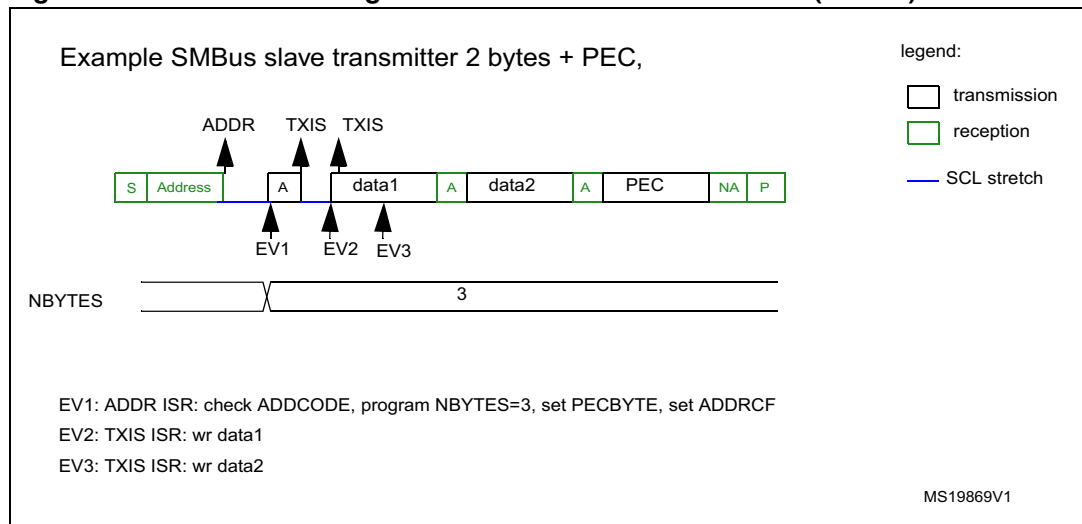 Example SMBus slave transmitter 2 bytes + PEC,
legend:
transmission
reception
SCL stretch
ADDR TXIS TXIS
S Address A data1 A data2 A PEC NA P
EV1 EV2 EV3
NBYTES 3
EV1: ADDR ISR: check ADDCODE, program NBYTES=3, set PECBYTE, set ADDRCF
EV2: TXIS ISR: wr data1
EV3: TXIS ISR: wr data2
MS19869V1